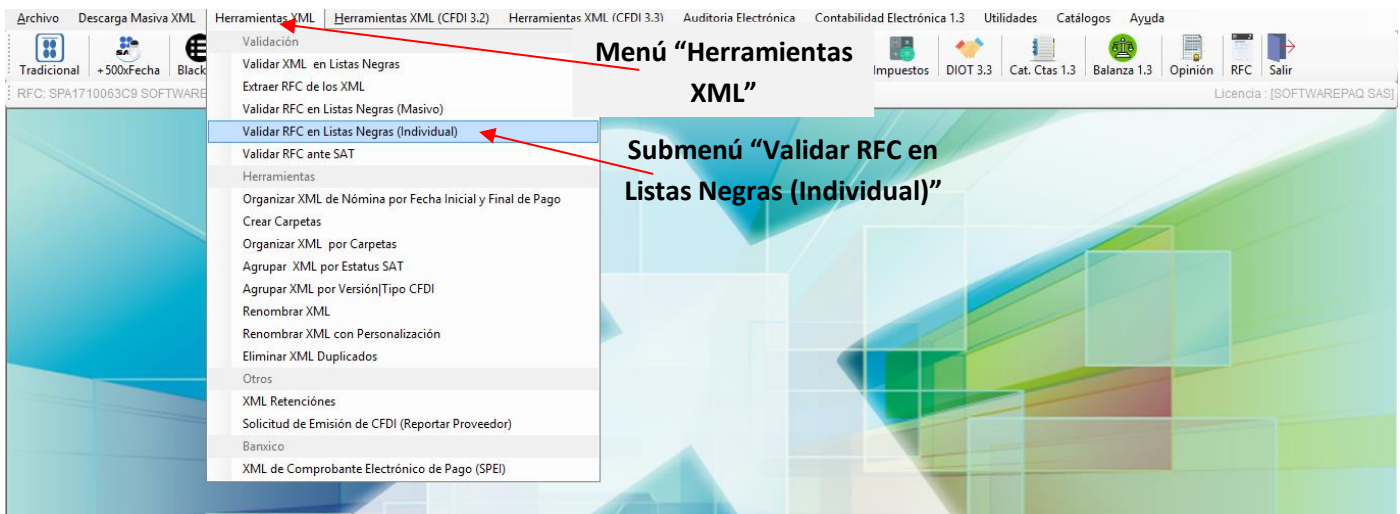 Archivo Descarga Masiva XML Herramientas XML Herramientas XML (CFDI 3.2) Herramientas XML (CFDI 3.3) Auditoria Electrónica Contabilidad Electrónica 1.3 Utilidades Catálogos Ayuda
Tradicional +500xFecha Black Impuestos DIOT 3.3 Cat. Ctas 1.3 Balanza 1.3 Opinión RFC Salir
RFC: SPA1710063C9 SOFTWARE Licencia : [SOFTWAREPAQ SAS]
Menú “Herramientas
XML”
Submenú “Validar RFC en
Listas Negras (Individual)”
Validación
Validar XML en Listas Negras
Extraer RFC de los XML
Validar RFC en Listas Negras (Masivo)
Validar RFC en Listas Negras (Individual)
Validar RFC ante SAT
Herramientas
Organizar XML de Nómina por Fecha Inicial y Final de Pago
Crear Carpetas
Organizar XML por Carpetas
Agrupar XML por Estatus SAT
Agrupar XML por Versión|Tipo CFDI
Renombrar XML
Renombrar XML con Personalización
Eliminar XML Duplicados
Otros
XML Retenciónes
Solicitud de Emisión de CFDI (Reportar Proveedor)
Banxico
XML de Comprobante Electrónico de Pago (SPEI)